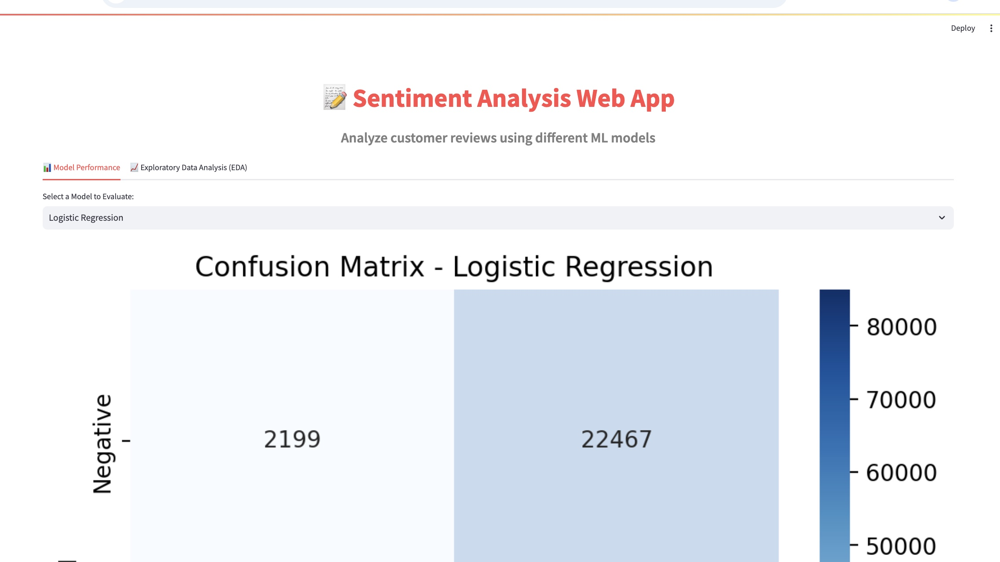 Deploy
Sentiment Analysis Web App
Analyze customer reviews using different ML models
Model Performance
Exploratory Data Analysis (EDA)
Select a Model to Evaluate:
Logistic Regression
Confusion Matrix - Logistic Regression
Negative
2199
22467
80000
70000
60000
50000